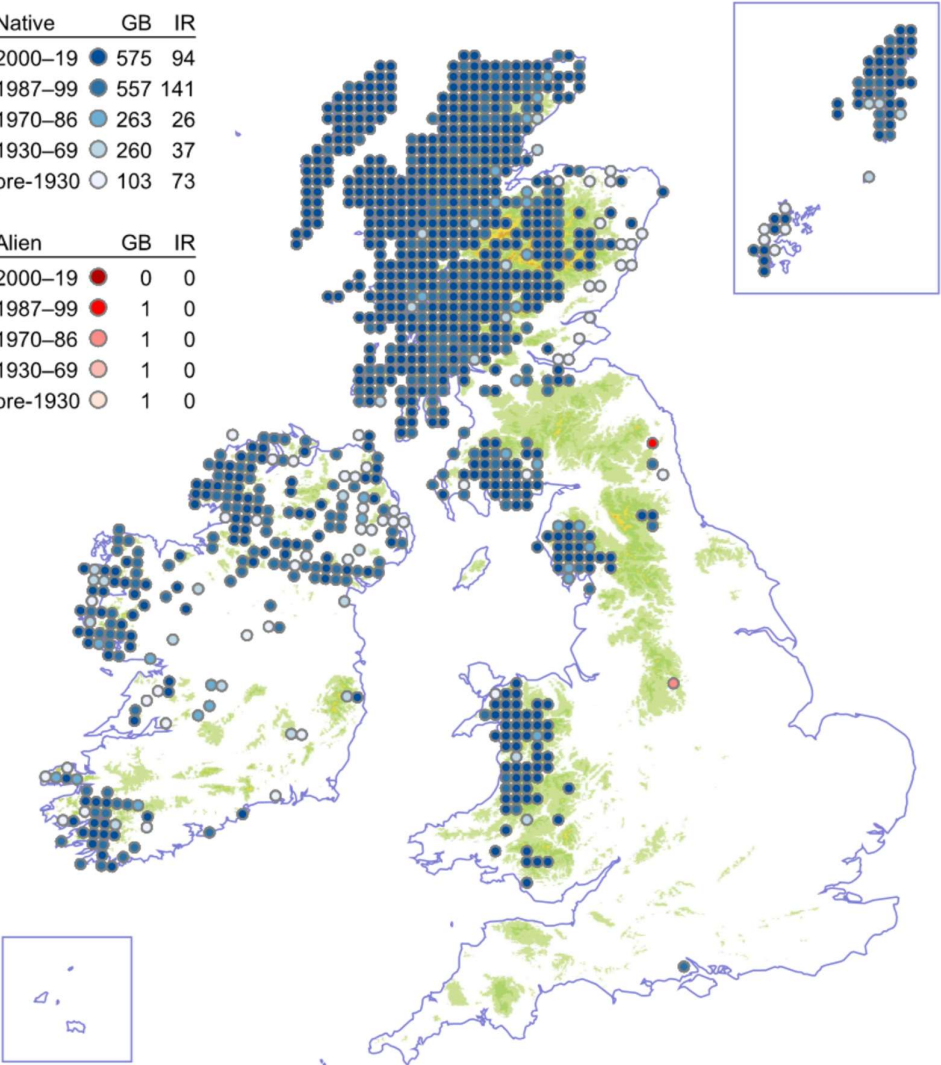 Native GB IR
2000–19 575 94
1987–99 557 141
1970–86 263 26
1930–69 260 37
pre-1930 103 73
Alien GB IR
2000–19 0 0
1987–99 1 0
1970–86 1 0
1930–69 1 0
pre-1930 1 0